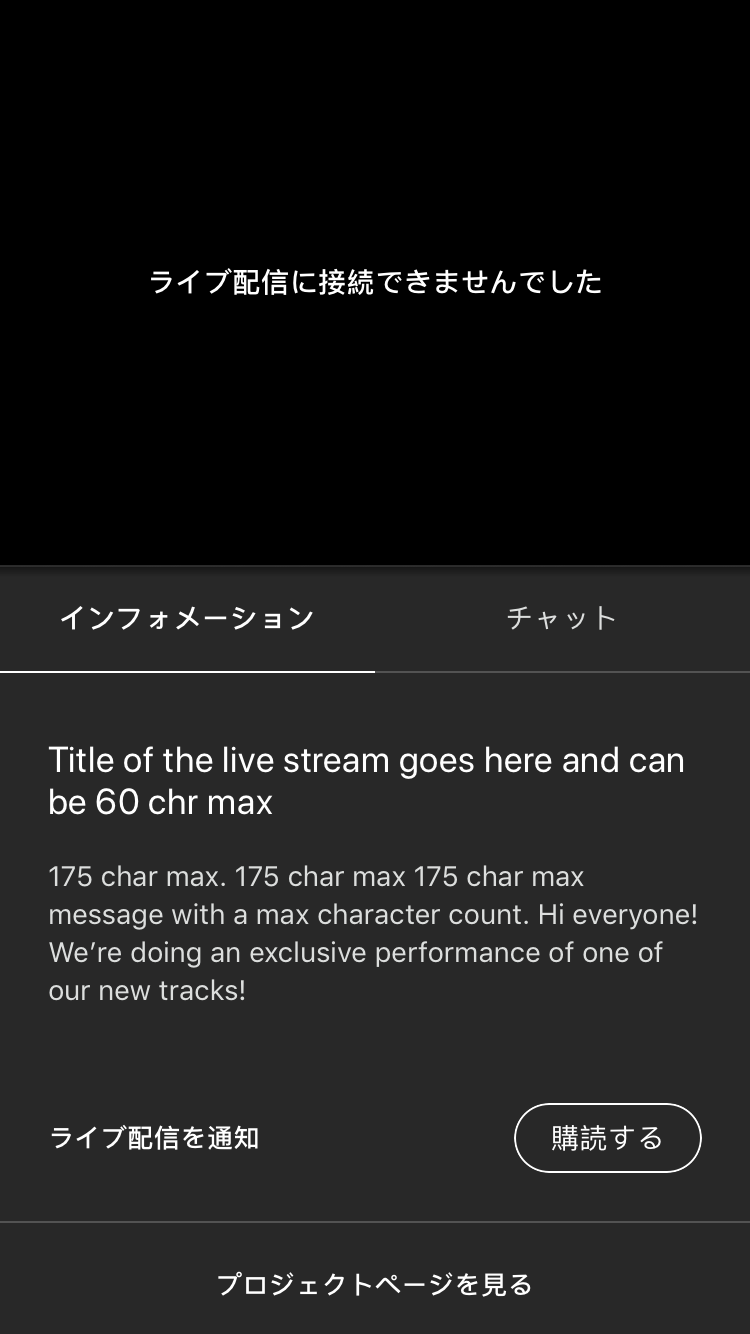 ライブ配信に接続できませんでした
インフォメーション
チャット
Title of the live stream goes here and can
be 60 chr max
175 char max. 175 char max 175 char max
message with a max character count. Hi everyone!
We’re doing an exclusive performance of one of
our new tracks!
ライブ配信を通知
購読する
プロジェクトページを見る